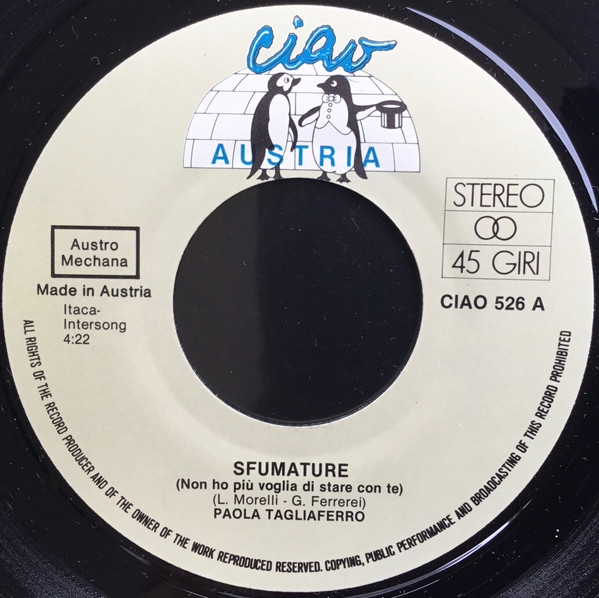 ciao
AUSTRIA
STEREO
45 GIRI
Austro
Mechana
Made in Austria
Itaca-
Intersong
4:22
CIAO 526 A
SFUMATURE
(Non ho più voglia di stare con te)
(L. Morelli - G. Ferrerei)
PAOLA TAGLIAFERRO
ALL RIGHTS OF THE RECORD PRODUCER AND OF THE OWNER OF THE WORK REPRODUCED RESERVED. COPYING, PUBLIC PERFORMANCE AND BROADCASTING OF THIS RECORD PROHIBITED